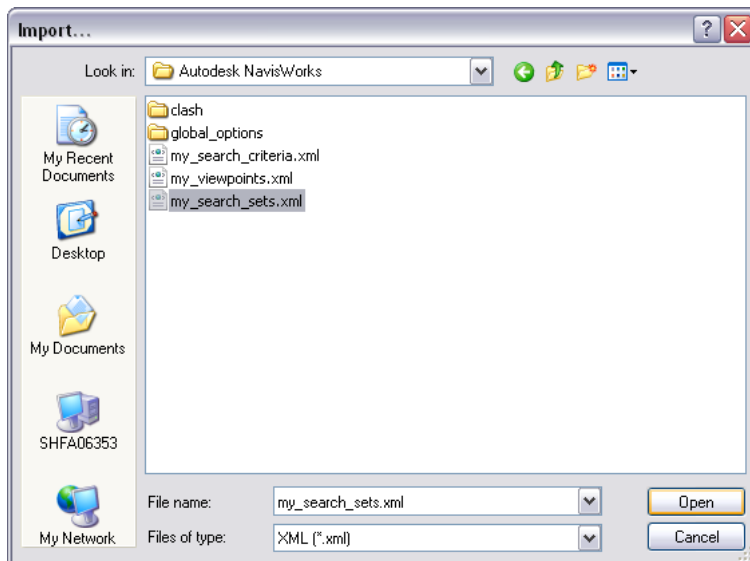 Import...
Look in:
Autodesk NavisWorks
My Recent
Documents
Desktop
My Documents
SHFA06353
My Network
clash
global_options
my_search_criteria.xml
my_viewpoints.xml
my_search_sets.xml
File name:
my_search_sets.xml
Open
Files of type:
XML (*.xml)
Cancel